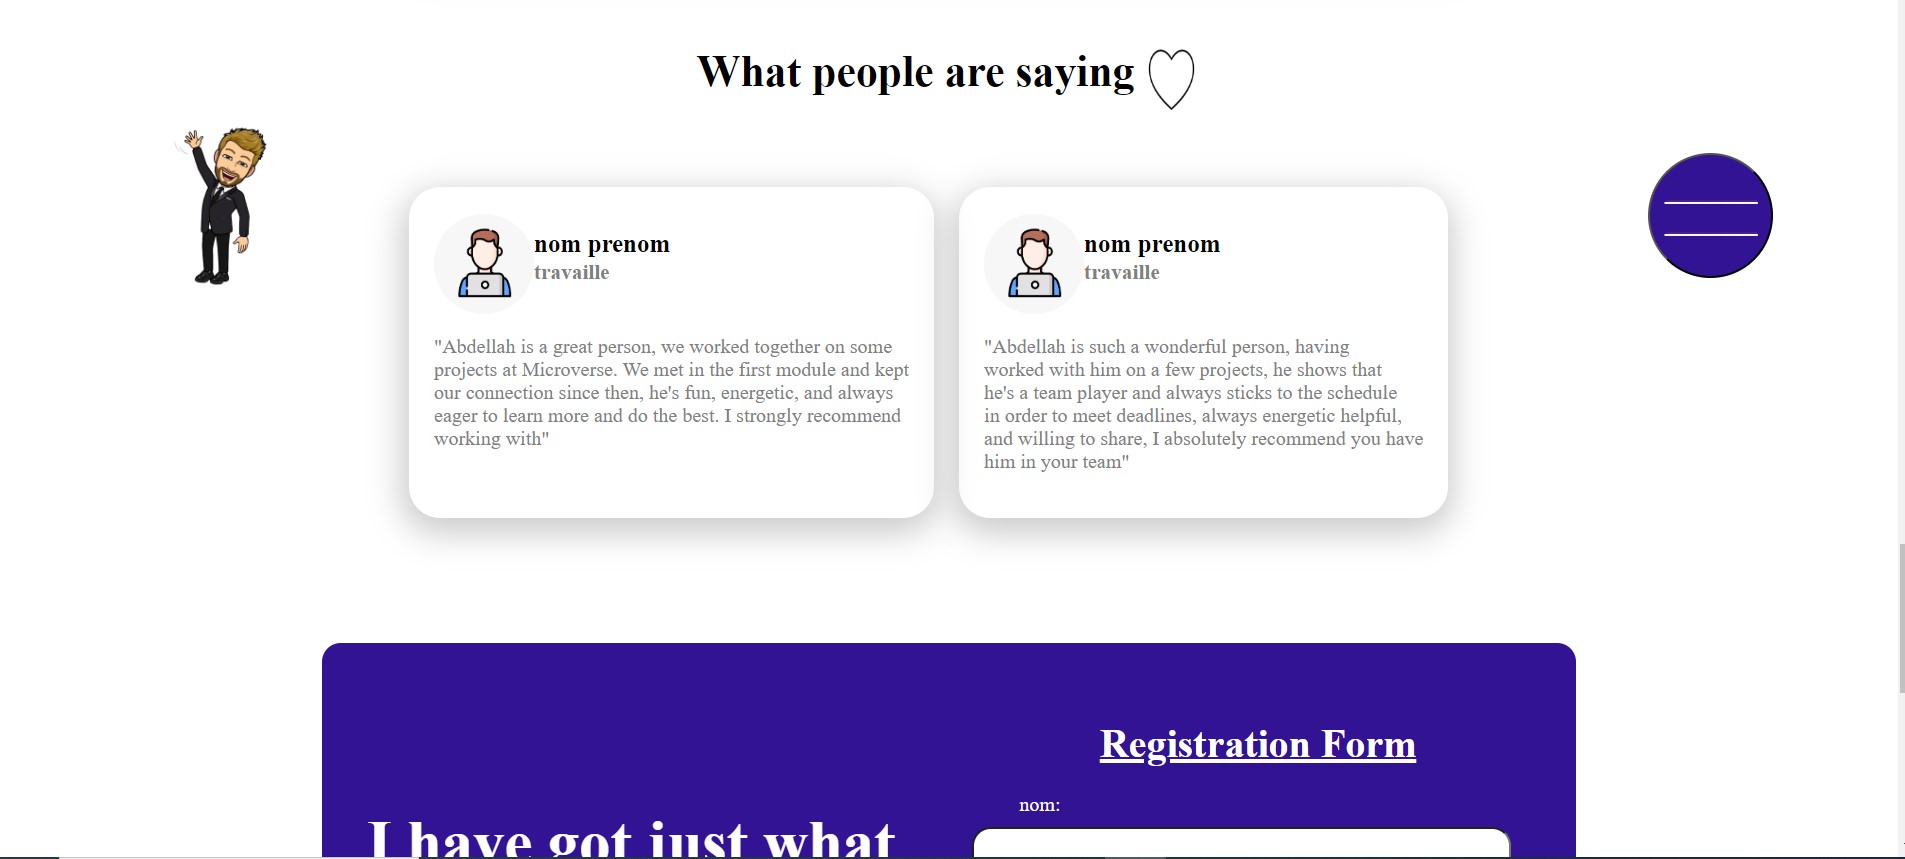 What people are saying
nom prenom
travaille
"Abdellah is a great person, we worked together on some
projects at Microverse. We met in the first module and kept
our connection since then, he's fun, energetic, and always
eager to learn more and do the best. I strongly recommend
working with"
nom prenom
travaille
"Abdellah is such a wonderful person, having
worked with him on a few projects, he shows that
he's a team player and always sticks to the schedule
in order to meet deadlines, always energetic helpful,
and willing to share, I absolutely recommend you have
him in your team"
I have got just what
Registration Form
nom: